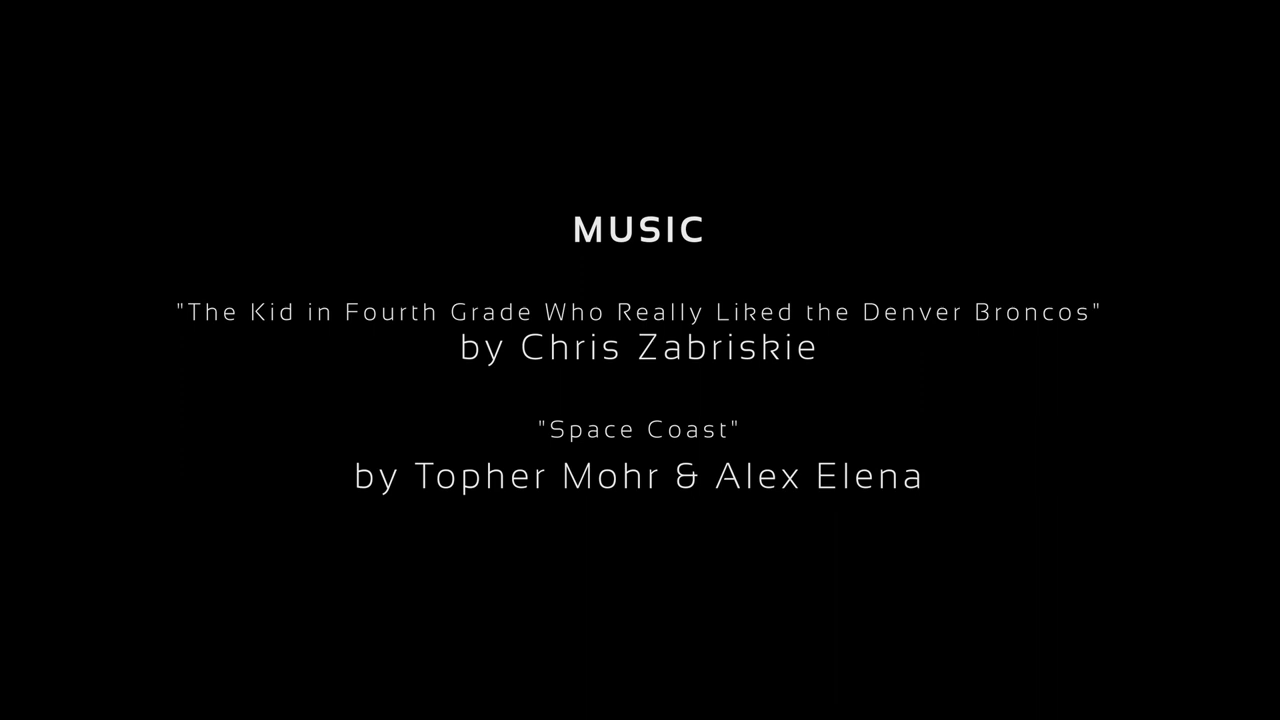 MUSIC
"The Kid in Fourth Grade Who Really Liked the Denver Broncos"
by Chris Zabriskie
"Space Coast"
by Topher Mohr & Alex Elena